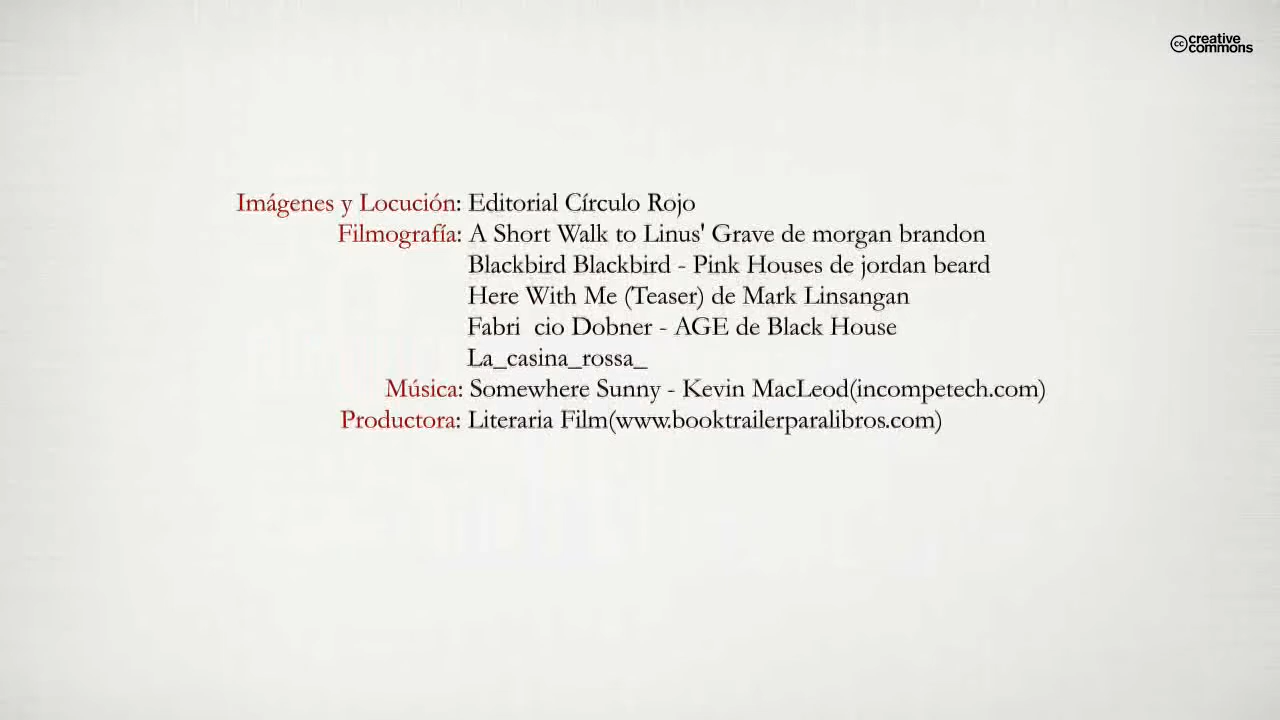 creative
commons
Imágenes y Locución: Editorial Círculo Rojo
Filmografía: A Short Walk to Linus' Grave de morgan brandon
Blackbird Blackbird - Pink Houses de jordan beard
Here With Me (Teaser) de Mark Linsangan
Fabri  cio Dobner - AGE de Black House
La_casina_rossa_
Música: Somewhere Sunny - Kevin MacLeod(incompetech.com)
Productora: Literaria Film(www.booktrailerparalibros.com)